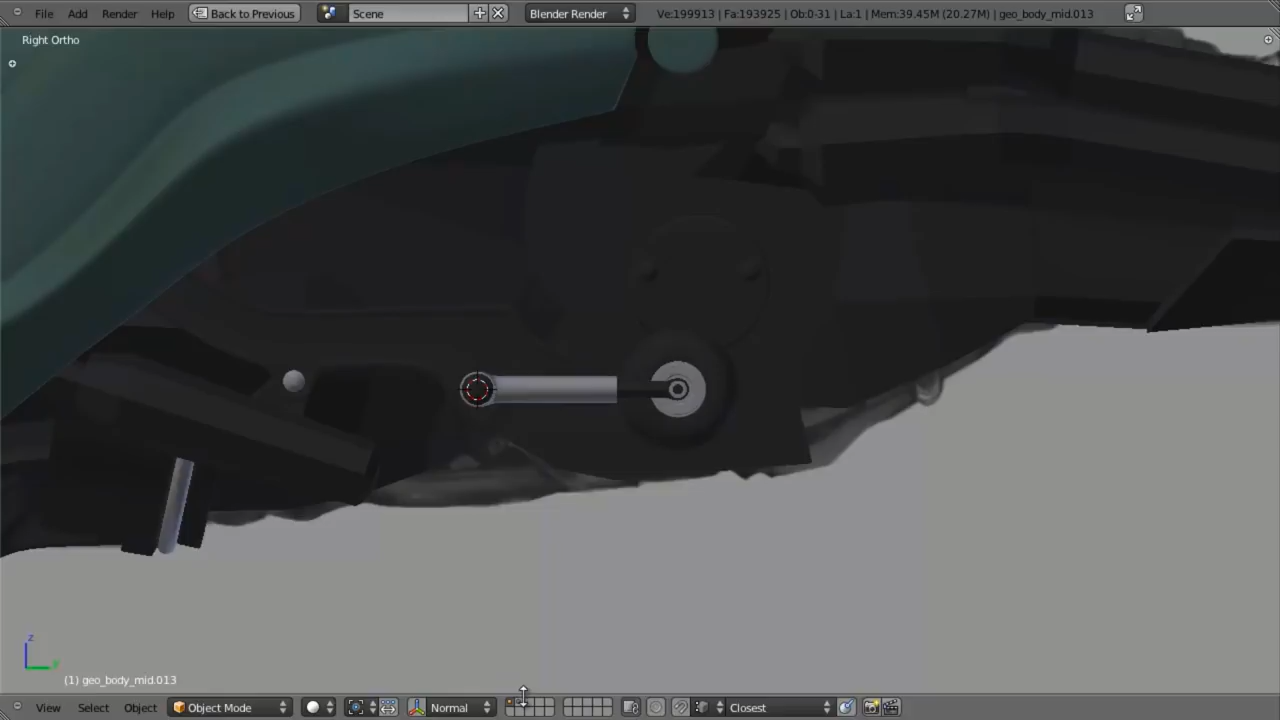 File Add Render Help Back to Previous Scene Blender Render Ve:199913 | Fa:193925 | Ob:0-31 | La:1 | Mem:39.45M (20.27M) | geo_body_mid.013
Right Ortho
z
y
(1) geo_body_mid.013
View Select Object Object Mode Normal Closest